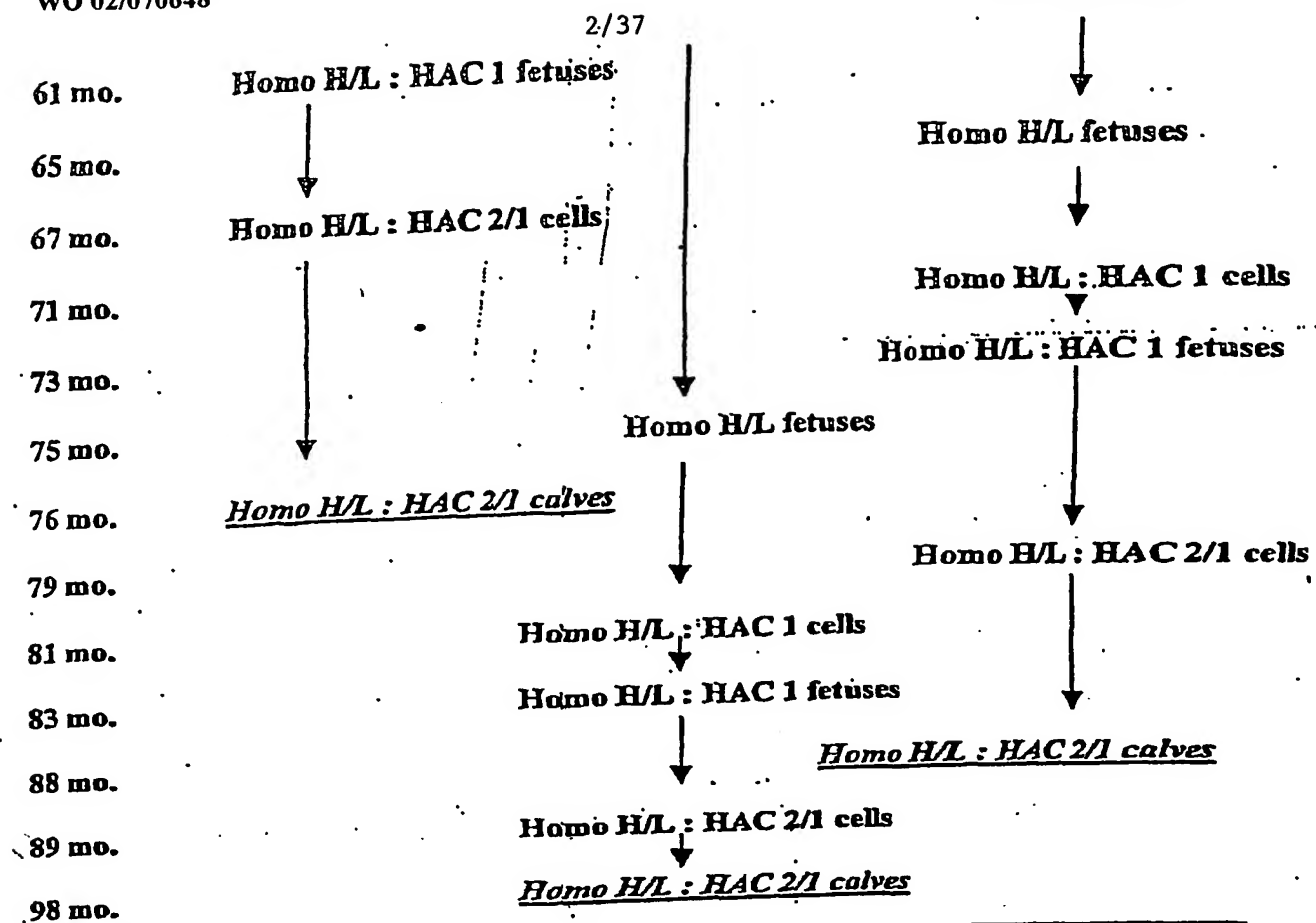 WO 02/070648
2/37
61 mo.
Homo H/L : HAC 1 fetuses
Homo H/L fetuses
65 mo.
67 mo.
Homo H/L : HAC 2/1 cells
Homo H/L : HAC 1 cells
71 mo.
Homo H/L : HAC 1 fetuses
73 mo.
Homo H/L fetuses
75 mo.
76 mo.
Homo H/L : HAC 2/1 calves
Homo H/L : HAC 2/1 cells
79 mo.
Homo H/L : HAC 1 cells
81 mo.
Homo H/L : HAC 1 fetuses
83 mo.
Homo H/L : HAC 2/1 calves
88 mo.
Homo H/L : HAC 2/1 cells
89 mo.
Homo H/L : HAC 2/1 calves
98 mo.